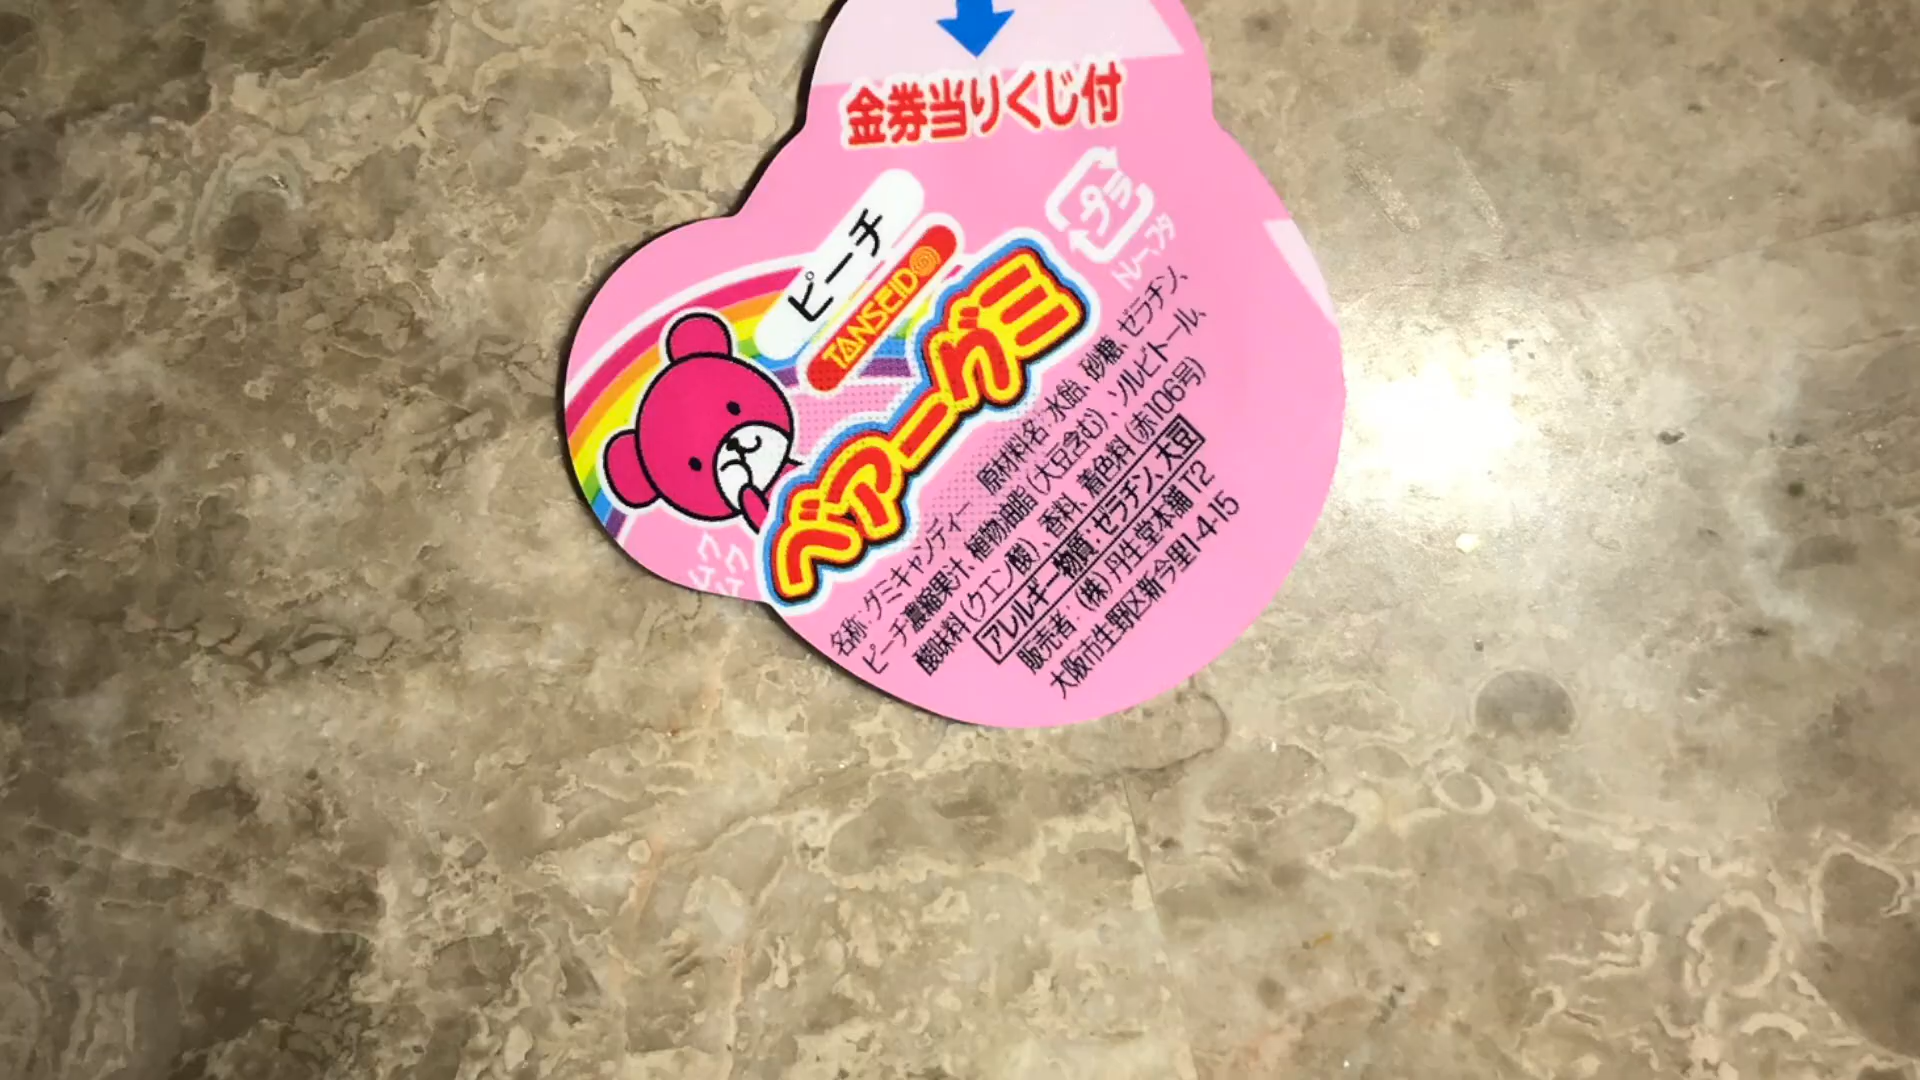 金券当りくじ付
プラ
トレー、フタ
ピーチ
TANSEIDO
ベアーグミ
クスクス
名称:グミキャンディー 原材料名:水飴、砂糖、ゼラチン、
ピーチ濃縮果汁、植物油脂(大豆含む)、ソルビトール、
酸味料(クエン酸)、香料、着色料(赤106号)
アレルギー物質:ゼラチン、大豆
販売者:(株)丹生堂本舗T2
大阪市生野区新今里1-4-15